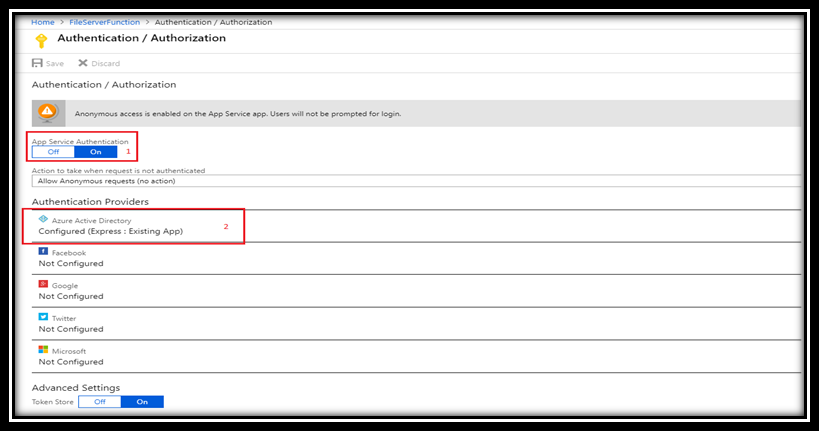 Home > FileServerFunction > Authentication / Authorization
Authentication / Authorization
Save Discard
Authentication / Authorization
Anonymous access is enabled on the App Service app. Users will not be prompted for login.
App Service Authentication
Off On 1
Action to take when request is not authenticated
Allow Anonymous requests (no action)
Authentication Providers
Azure Active Directory
Configured (Express : Existing App) 2
Facebook
Not Configured
Google
Not Configured
Twitter
Not Configured
Microsoft
Not Configured
Advanced Settings
Token Store Off On